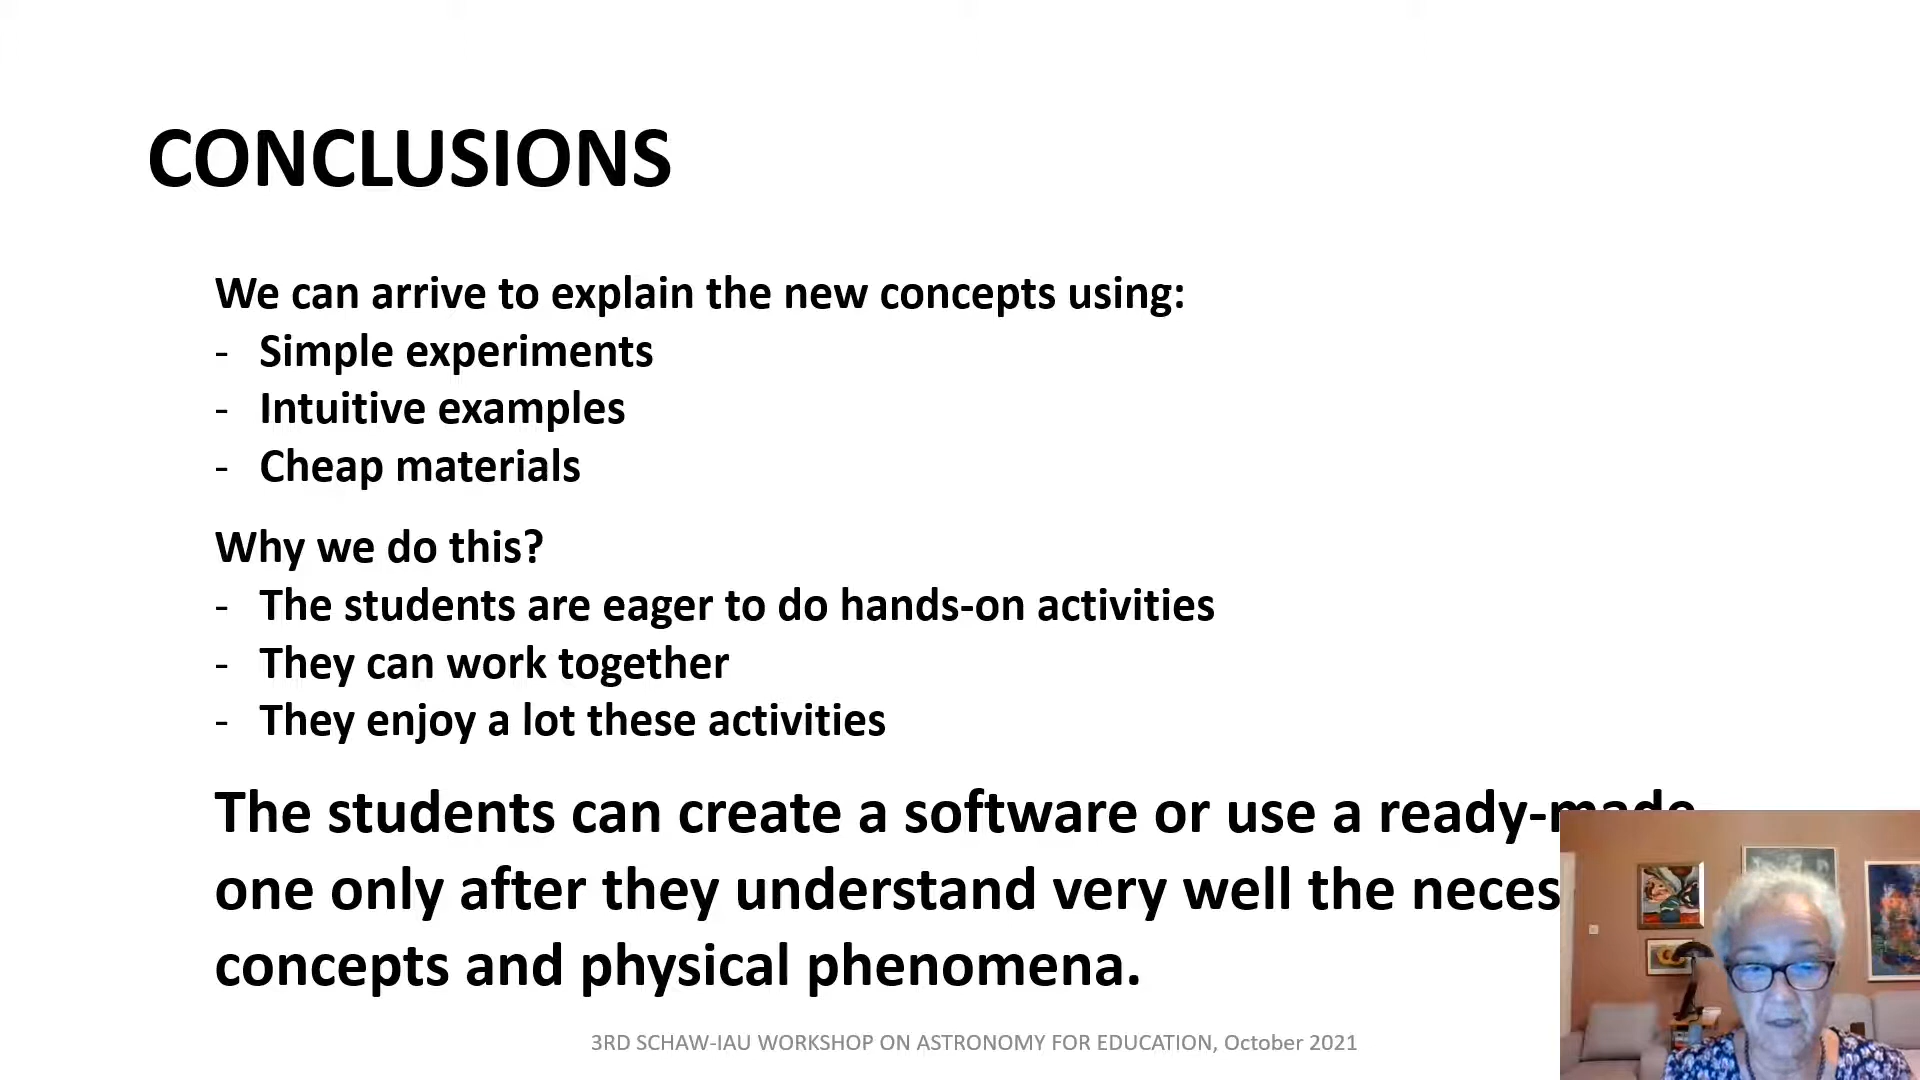 CONCLUSIONS
We can arrive to explain the new concepts using:
- Simple experiments
- Intuitive examples
- Cheap materials
Why we do this?
- The students are eager to do hands-on activities
- They can work together
- They enjoy a lot these activities
The students can create a software or use a ready-made
one only after they understand very well the neces
concepts and physical phenomena.
3RD SCHAW-IAU WORKSHOP ON ASTRONOMY FOR EDUCATION, October 2021